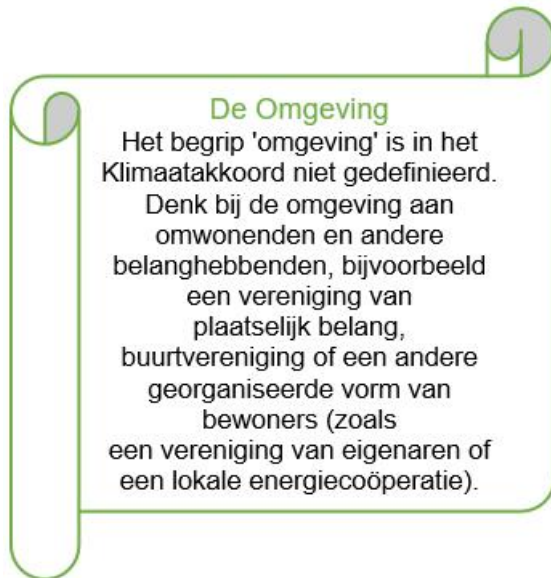 De Omgeving
Het begrip 'omgeving' is in het
Klimaatakkoord niet gedefinieerd.
Denk bij de omgeving aan
omwonenden en andere
belanghebbenden, bijvoorbeeld
een vereniging van
plaatselijk belang,
buurtvereniging of een andere
georganiseerde vorm van
bewoners (zoals
een vereniging van eigenaren of
een lokale energiecoöperatie).